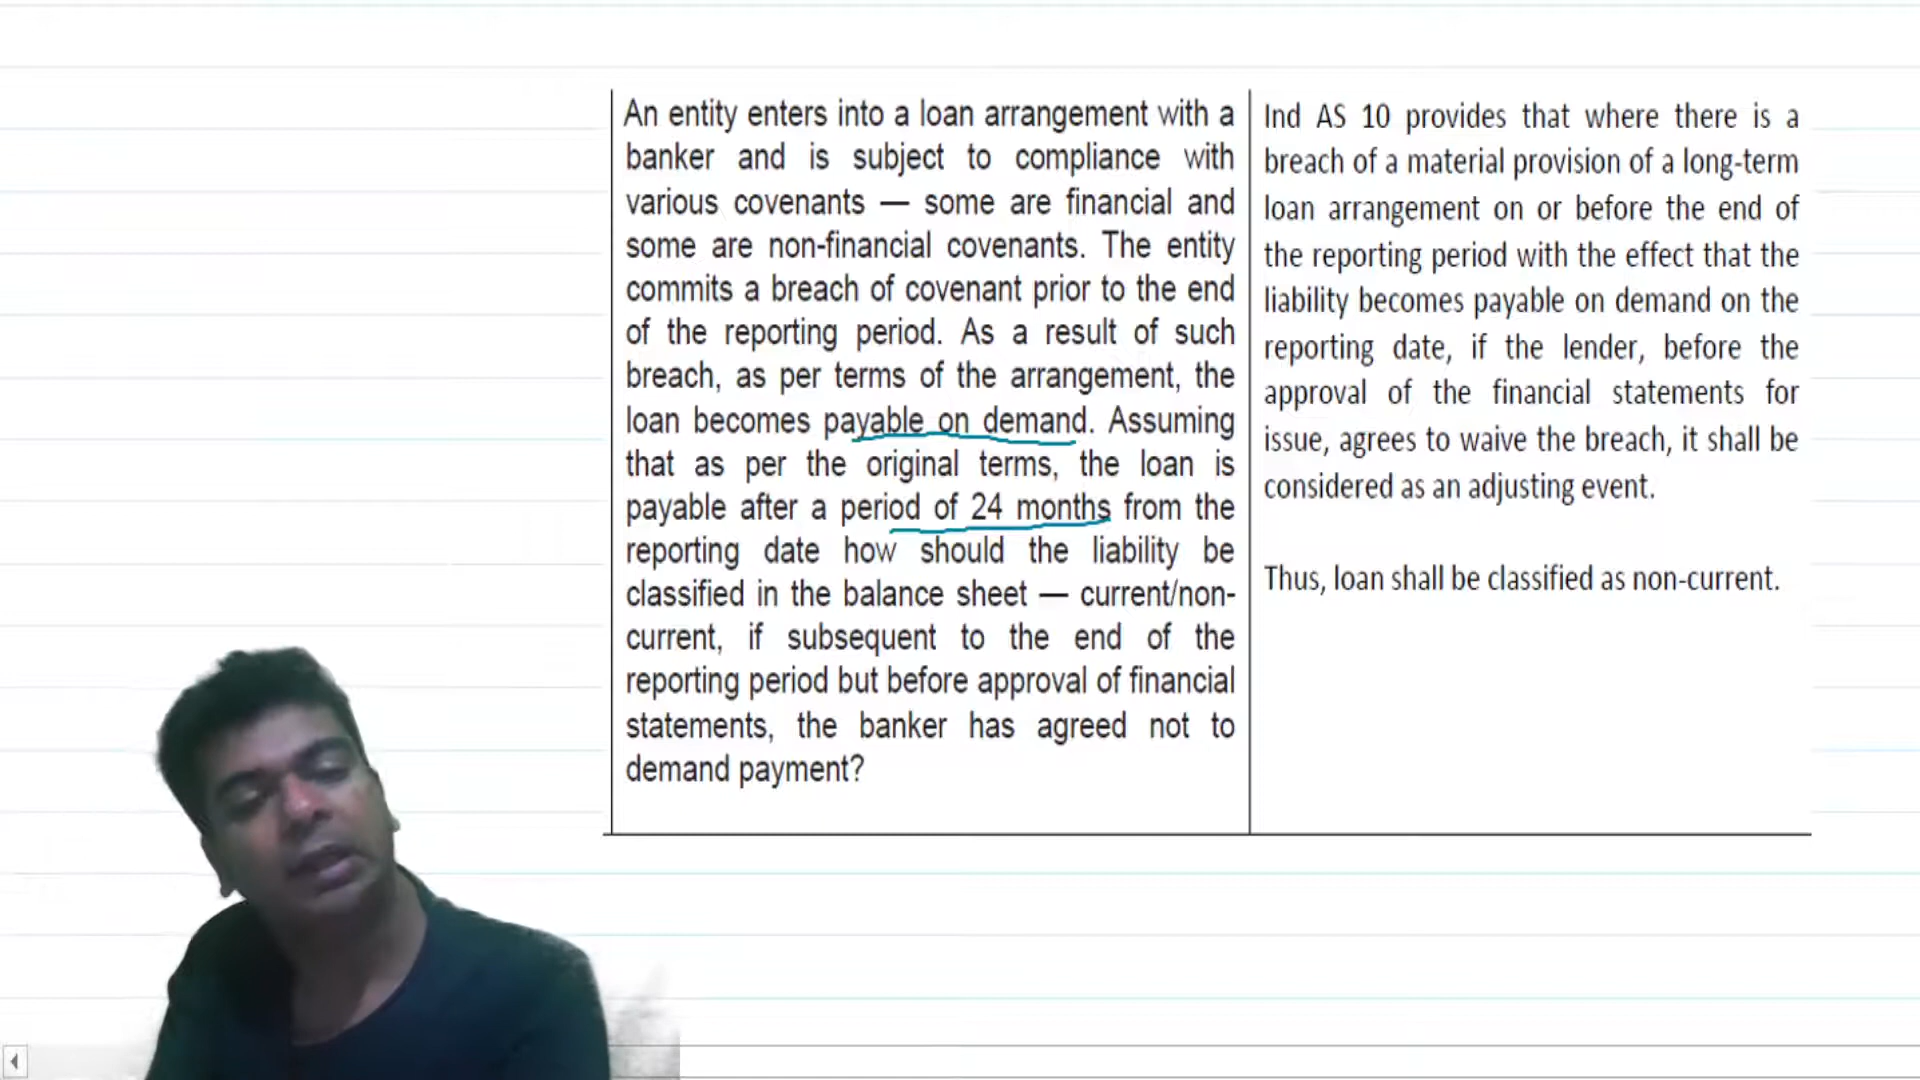 An entity enters into a loan arrangement with a
banker and is subject to compliance with
various covenants — some are financial and
some are non-financial covenants. The entity
commits a breach of covenant prior to the end
of the reporting period. As a result of such
breach, as per terms of the arrangement, the
loan becomes payable on demand. Assuming
that as per the original terms, the loan is
payable after a period of 24 months from the
reporting date how should the liability be
classified in the balance sheet — current/non-
current, if subsequent to the end of the
reporting period but before approval of financial
statements, the banker has agreed not to
demand payment?
Ind AS 10 provides that where there is a
breach of a material provision of a long-term
loan arrangement on or before the end of
the reporting period with the effect that the
liability becomes payable on demand on the
reporting date, if the lender, before the
approval of the financial statements for
issue, agrees to waive the breach, it shall be
considered as an adjusting event.
Thus, loan shall be classified as non-current.